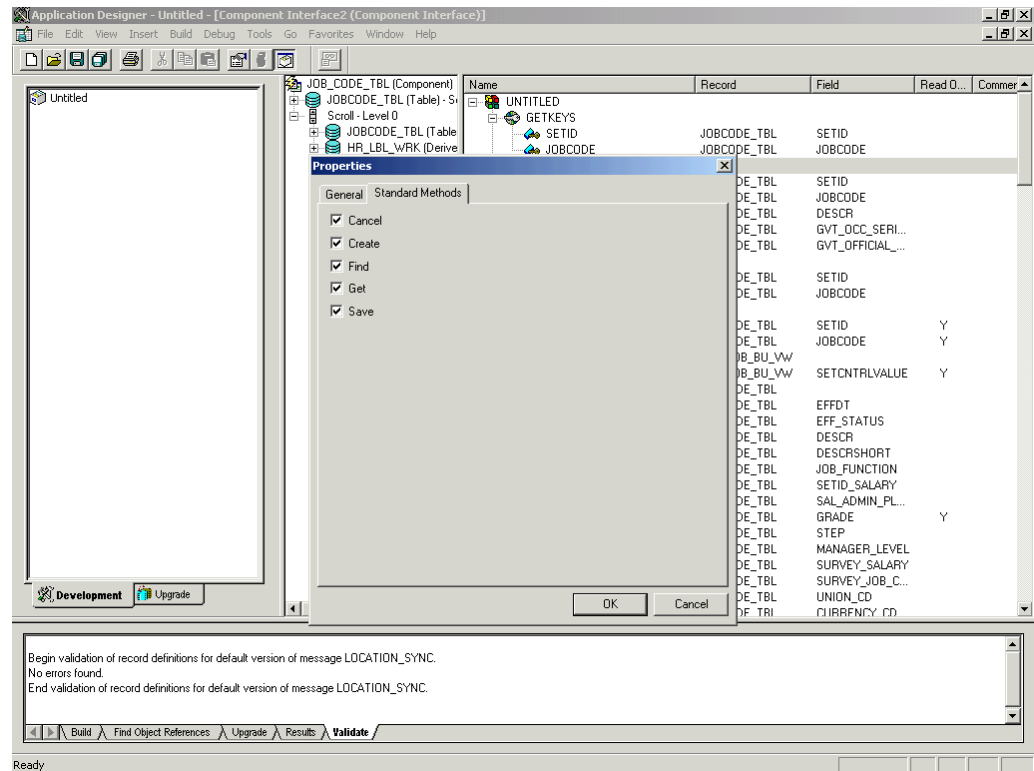 Application Designer - Untitled - [Component Interface2 (Component Interface)]
File Edit View Insert Build Debug Tools Go Favorites Window Help
Untitled
JOB_CODE_TBL (Component)
JOBCODE_TBL (Table) - S
Scroll - Level 0
JOBCODE_TBL (Table
HR_LBL_WRK (Derive
Name Record Field Read O... Commer
UNTITLED
GETKEYS
SETID JOBCODE_TBL SETID
JOBCODE JOBCODE_TBL JOBCODE
Properties
General Standard Methods
Cancel
Create
Find
Get
Save
OK Cancel
DE_TBL SETID
DE_TBL JOBCODE
DE_TBL DESCR
DE_TBL GVT_OCC_SERI...
DE_TBL GVT_OFFICIAL_...
DE_TBL SETID
DE_TBL JOBCODE
DE_TBL SETID Y
DE_TBL JOBCODE Y
OB_BU_VW
OB_BU_VW SETCNTRLVALUE Y
DE_TBL
DE_TBL EFFDT
DE_TBL EFF_STATUS
DE_TBL DESCR
DE_TBL DESCRSHORT
DE_TBL JOB_FUNCTION
DE_TBL SETID_SALARY
DE_TBL SAL_ADMIN_PL...
DE_TBL GRADE Y
DE_TBL STEP
DE_TBL MANAGER_LEVEL
DE_TBL SURVEY_SALARY
DE_TBL SURVEY_JOB_C...
DE_TBL UNION_CD
DE_TBL CURRENCY_CD
Development Upgrade
Begin validation of record definitions for default version of message LOCATION_SYNC.
No errors found.
End validation of record definitions for default version of message LOCATION_SYNC.
Build Find Object References Upgrade Results Validate
Ready